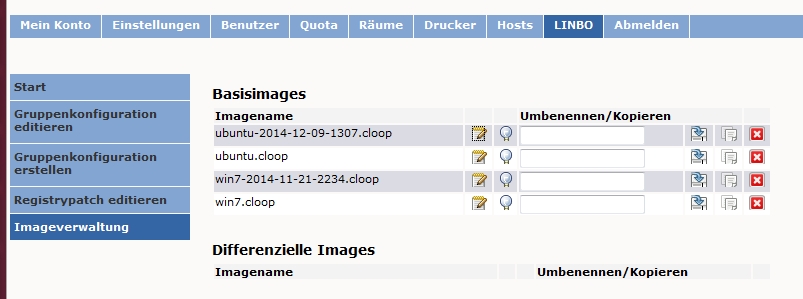 Mein Konto Einstellungen Benutzer Quota Räume Drucker Hosts LINBO Abmelden
Start
Gruppenkonfiguration
editieren
Gruppenkonfiguration
erstellen
Registrypatch editieren
Imageverwaltung
Basisimages
Imagename Umbenennen/Kopieren
ubuntu-2014-12-09-1307.cloop
ubuntu.cloop
win7-2014-11-21-2234.cloop
win7.cloop
Differenzielle Images
Imagename Umbenennen/Kopieren